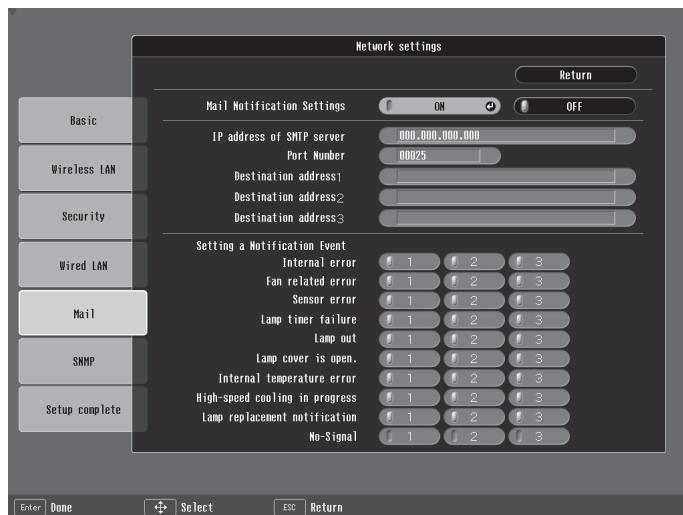 Network settings
Return
Mail Notification Settings ON OFF
Basic
IP address of SMTP server 000.000.000.000
Port Number 00025
Wireless LAN
Destination address1
Destination address2
Security
Destination address3
Setting a Notification Event
Wired LAN
Internal error 1 2 3
Fan related error 1 2 3
Sensor error 1 2 3
Mail
Lamp timer failure 1 2 3
Lamp out 1 2 3
SNMP
Lamp cover is open. 1 2 3
Internal temperature error 1 2 3
High-speed cooling in progress 1 2 3
Setup complete
Lamp replacement notification 1 2 3
No-Signal 1 2 3
Enter Done Select ESC Return